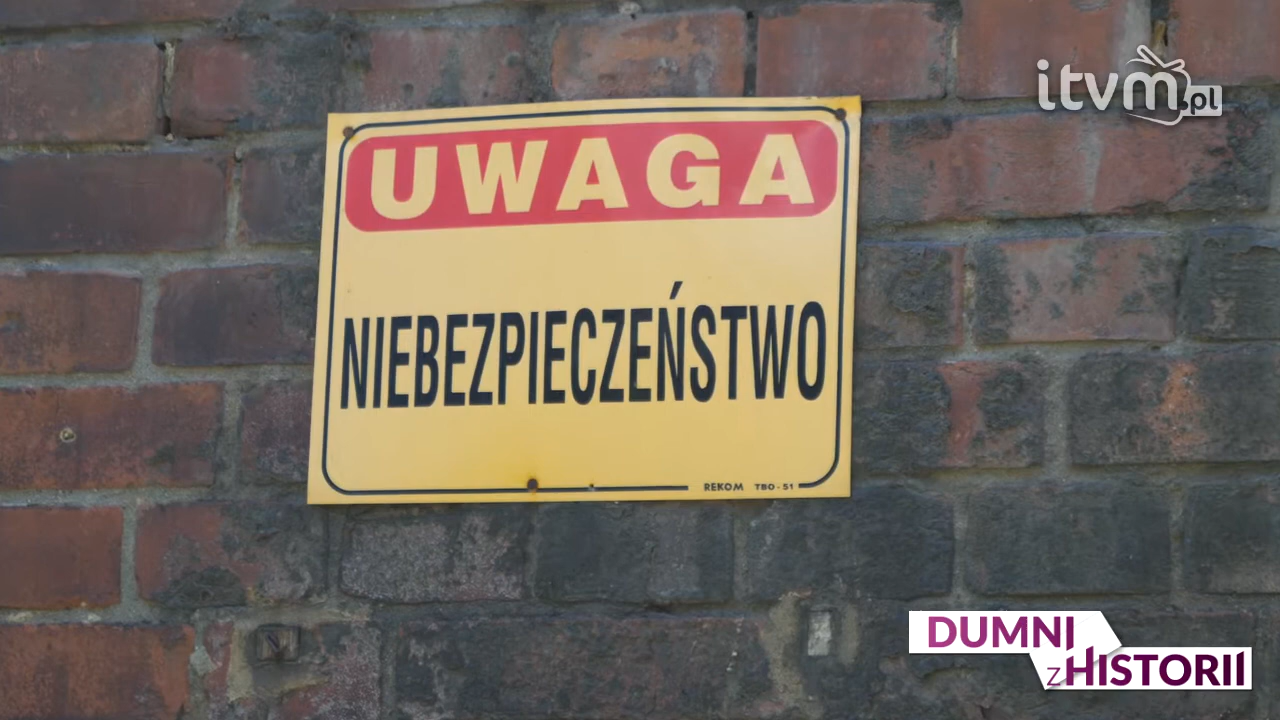 itvm.pl
UWAGA
NIEBEZPIECZEŃSTWO
REKOM TBO-51
DUMNI
Z HISTORII